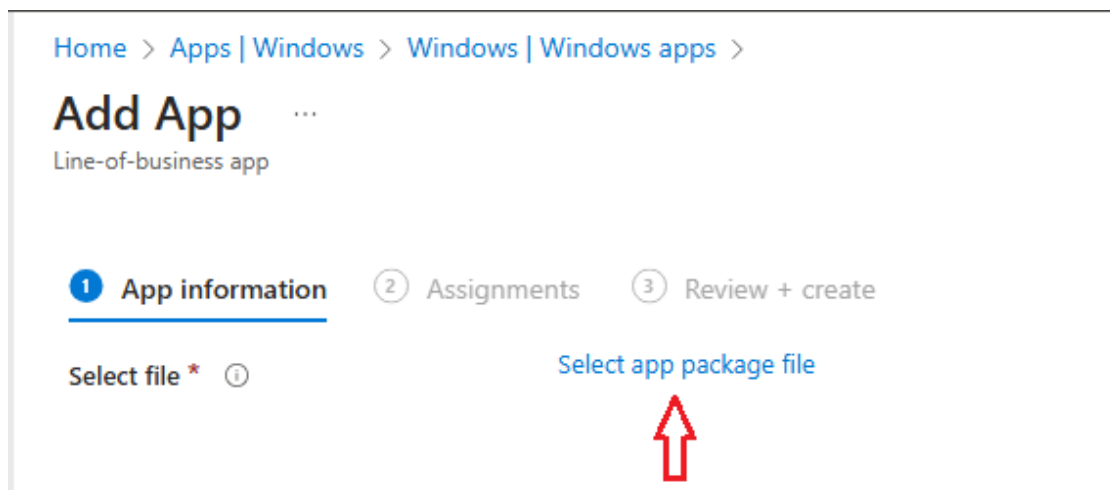 Home > Apps | Windows > Windows | Windows apps >
Add App ...
Line-of-business app
1 App information 2 Assignments 3 Review + create
Select file * Select app package file